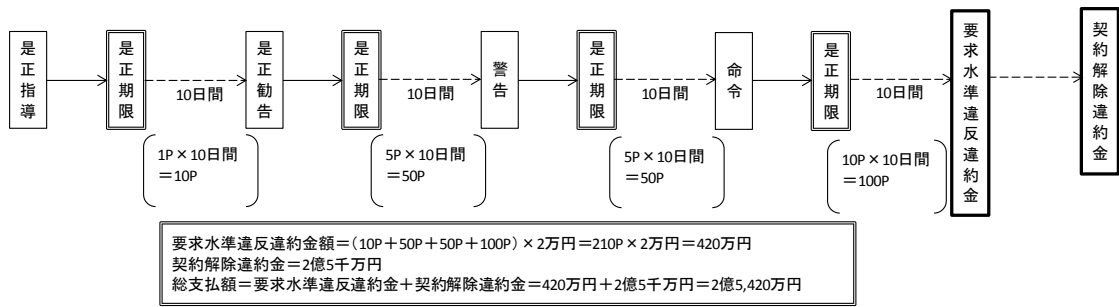 是正指導
是正期限
10日間
是正勧告
是正期限
10日間
警告
是正期限
10日間
命令
是正期限
10日間
要求水準違反違約金
契約解除違約金
1P×10日間
＝10P
5P×10日間
＝50P
5P×10日間
＝50P
10P×10日間
＝100P
要求水準違反違約金額＝(10P＋50P＋50P＋100P)×2万円＝210P×2万円＝420万円
契約解除違約金＝2億5千万円
総支払額＝要求水準違反違約金＋契約解除違約金＝420万円＋2億5千万円＝2億5,420万円